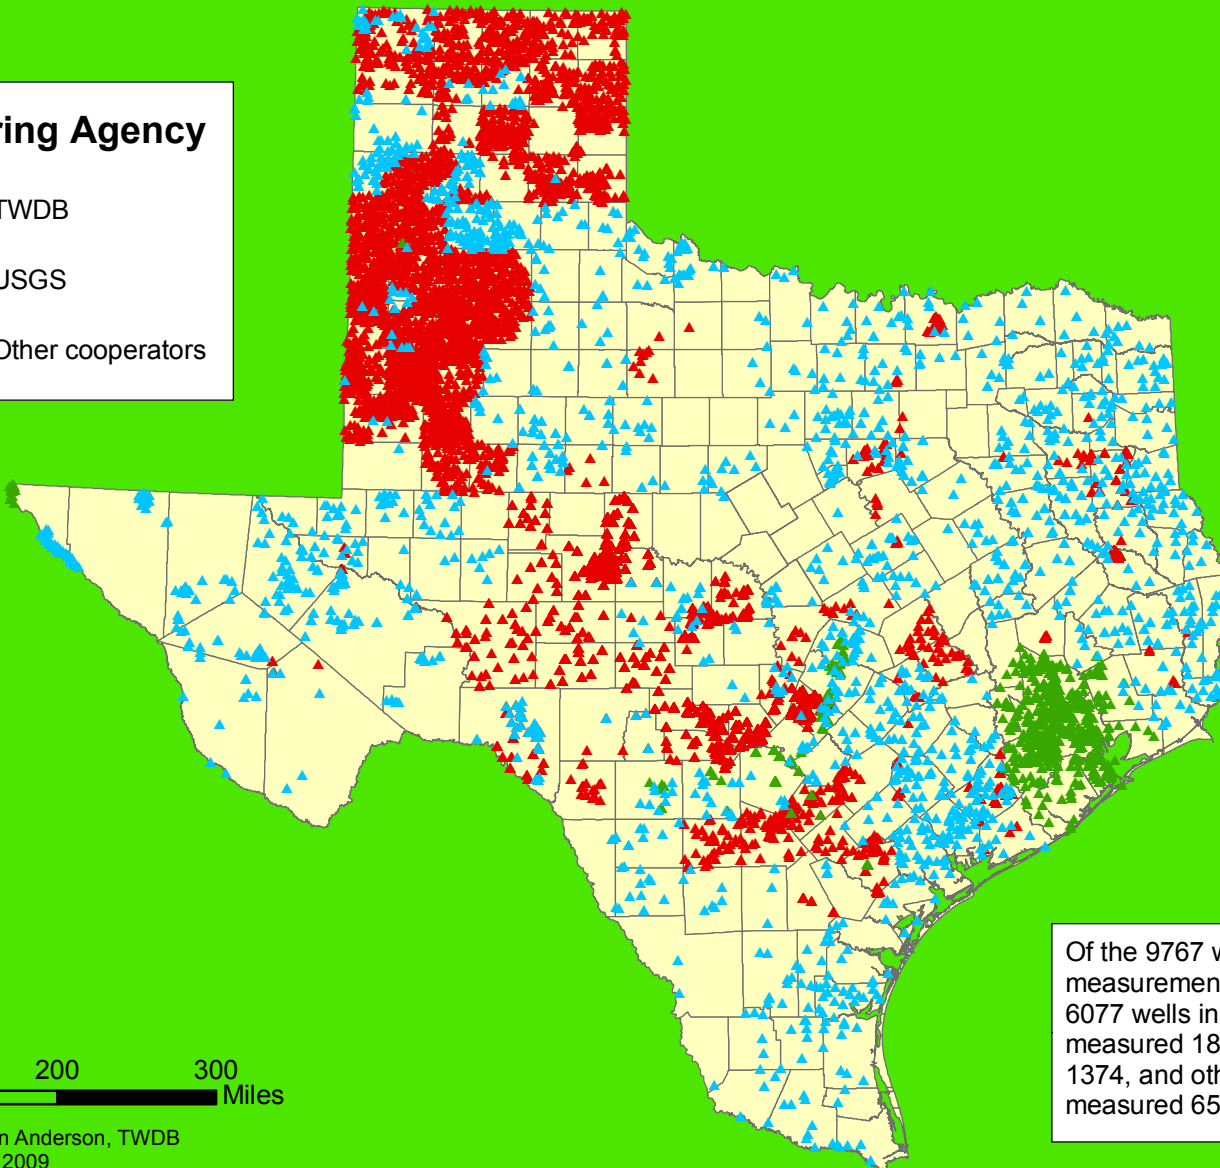 ring Agency
TWDB
USGS
Other cooperators
200 300
Miles
n Anderson, TWDB
2009
Of the 9767 w
measuremen
6077 wells in
measured 18
1374, and oth
measured 65